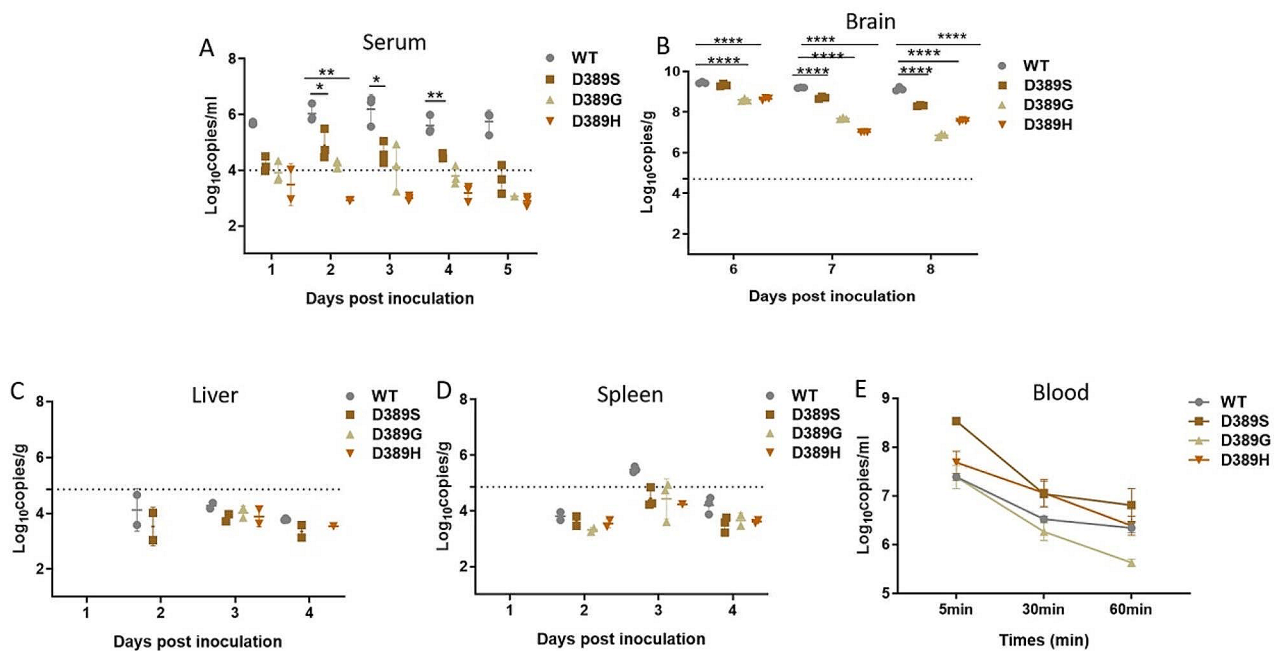 A
Serum
8
6
4
2
Log10copies/ml
**
*
*
**
1 2 3 4 5
Days post inoculation
WT
D389S
D389G
D389H
B
Brain
10
8
6
4
2
Log10copies/g
**** **** ****
**** **** ****
**** ****
6 7 8
Days post inoculation
WT
D389S
D389G
D389H
C
Liver
8
6
4
2
Log10copies/g
1 2 3 4
Days post inoculation
WT
D389S
D389G
D389H
D
Spleen
8
6
4
2
Log10copies/g
1 2 3 4
Days post inoculation
WT
D389S
D389G
D389H
E
Blood
9
8
7
6
5
Log10copies/ml
5min 30min 60min
Times (min)
WT
D389S
D389G
D389H